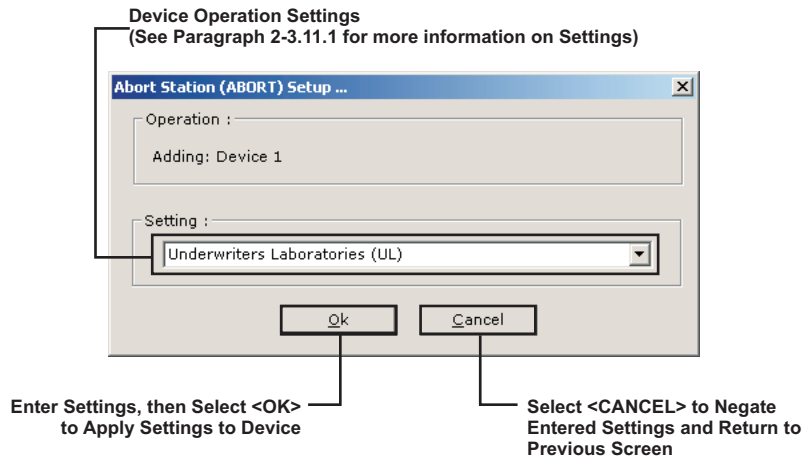 Device Operation Settings
(See Paragraph 2-3.11.1 for more information on Settings)
Abort Station (ABORT) Setup ...
Operation :
Adding: Device 1
Setting :
Underwriters Laboratories (UL)
Ok
Cancel
Enter Settings, then Select <OK>
to Apply Settings to Device
Select <CANCEL> to Negate
Entered Settings and Return to
Previous Screen